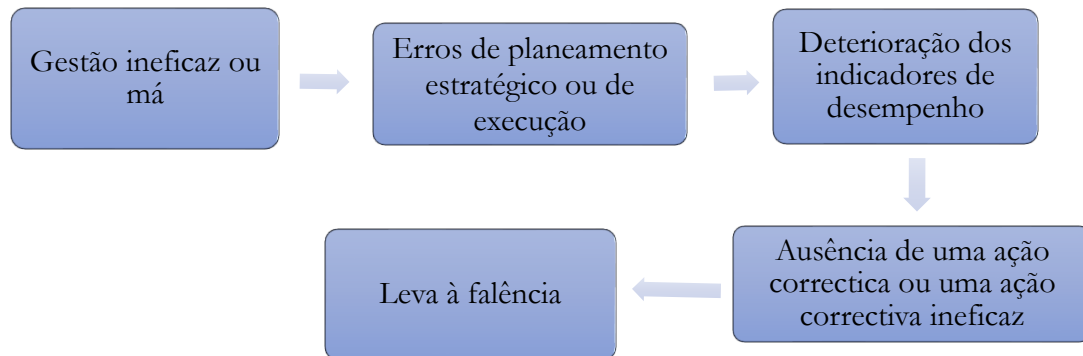 Gestão ineficaz ou
má
Erros de planeamento
estratégico ou de
execução
Deterioração dos
indicadores de
desempenho
Ausência de uma ação
correctica ou uma ação
correctiva ineficaz
Leva à falência